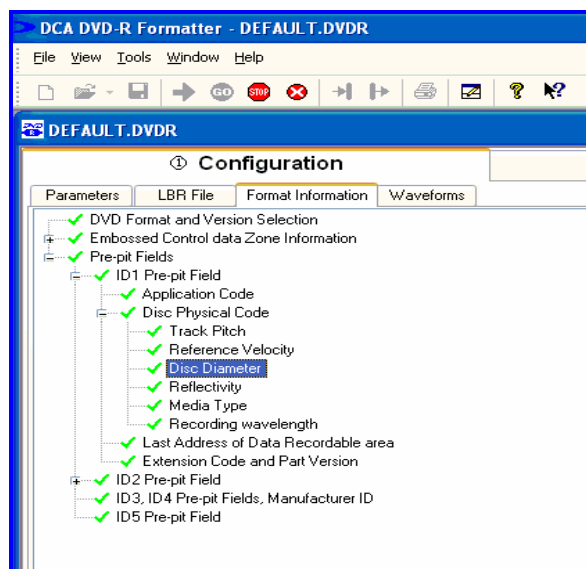 DCA DVD-R Formatter - DEFAULT.DVDR
File View Tools Window Help
GO STOP
DEFAULT.DVDR
① Configuration
Parameters LBR File Format Information Waveforms
DVD Format and Version Selection
Embossed Control data Zone Information
Pre-pit Fields
ID1 Pre-pit Field
Application Code
Disc Physical Code
Track Pitch
Reference Velocity
Disc Diameter
Reflectivity
Media Type
Recording wavelength
Last Address of Data Recordable area
Extension Code and Part Version
ID2 Pre-pit Field
ID3, ID4 Pre-pit Fields, Manufacturer ID
ID5 Pre-pit Field